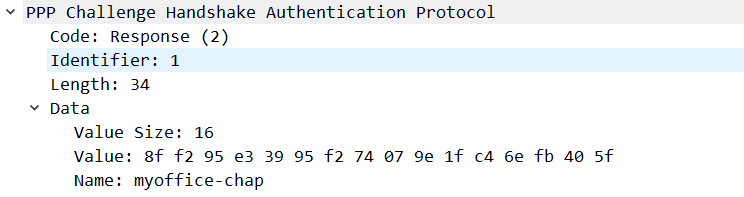 PPP Challenge Handshake Authentication Protocol
Code: Response (2)
Identifier: 1
Length: 34
Data
Value Size: 16
Value: 8f f2 95 e3 39 95 f2 74 07 9e 1f c4 6e fb 40 5f
Name: myoffice-chap